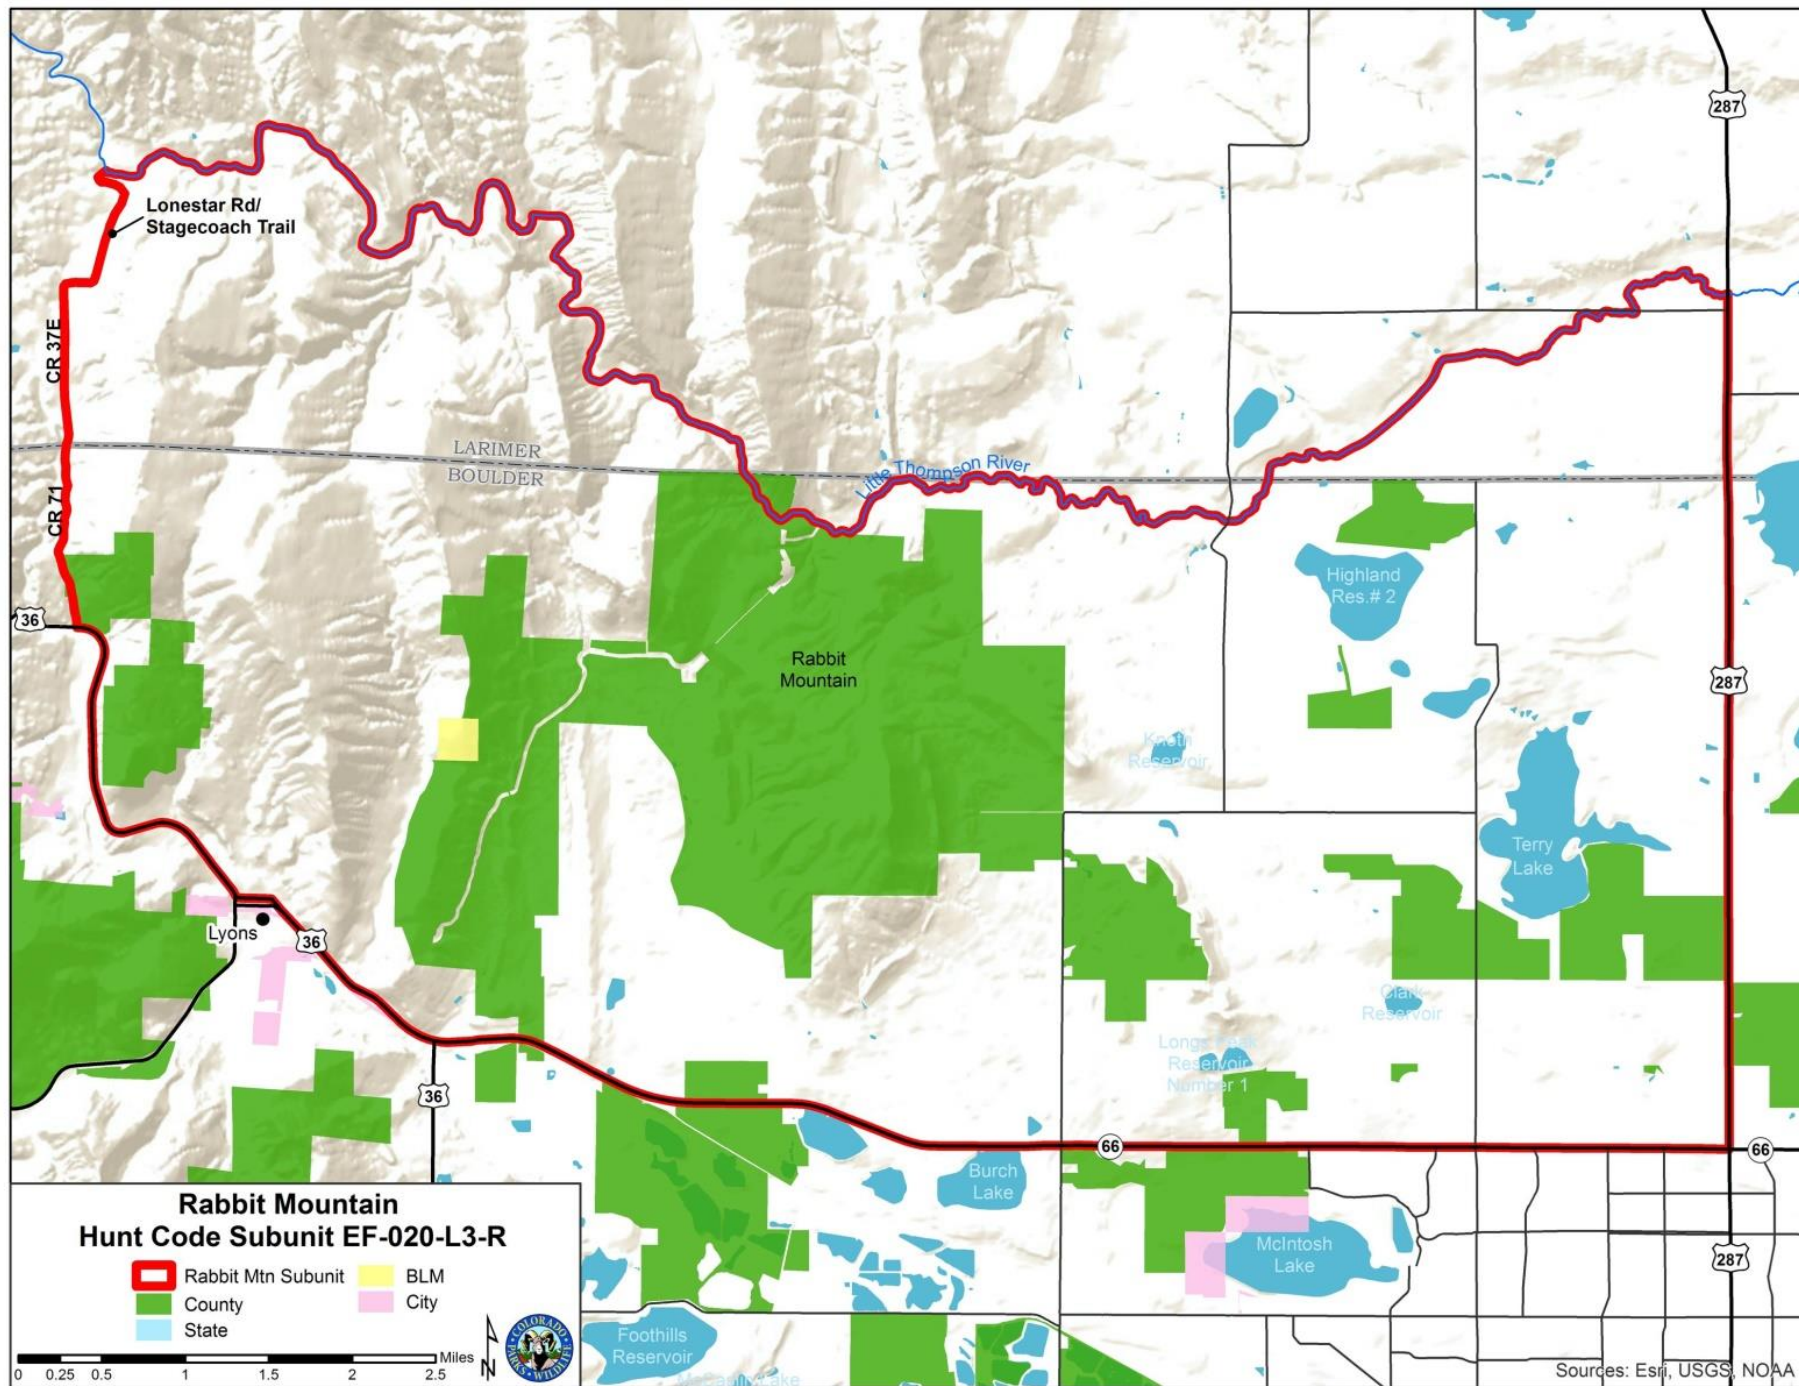 287
Lonestar Rd/
Stagecoach Trail
CR 37E
LARIMER
BOULDER
Little Thompson River
CR 71
Highland
Res.# 2
36
Rabbit
Mountain
287
Knoth
Reservoir
Terry
Lake
Lyons
36
Clark
Reservoir
Longs Peak
Reservoir
Number 1
36
66
66
Burch
Lake
McIntosh
Lake
287
Rabbit Mountain
Hunt Code Subunit EF-020-L3-R
Rabbit Mtn Subunit
BLM
County
City
State
Miles
0 0.25 0.5 1 1.5 2 2.5
N
COLORADO
PARKS & WILDLIFE
Foothills
Reservoir
Sources: Esri, USGS, NOAA